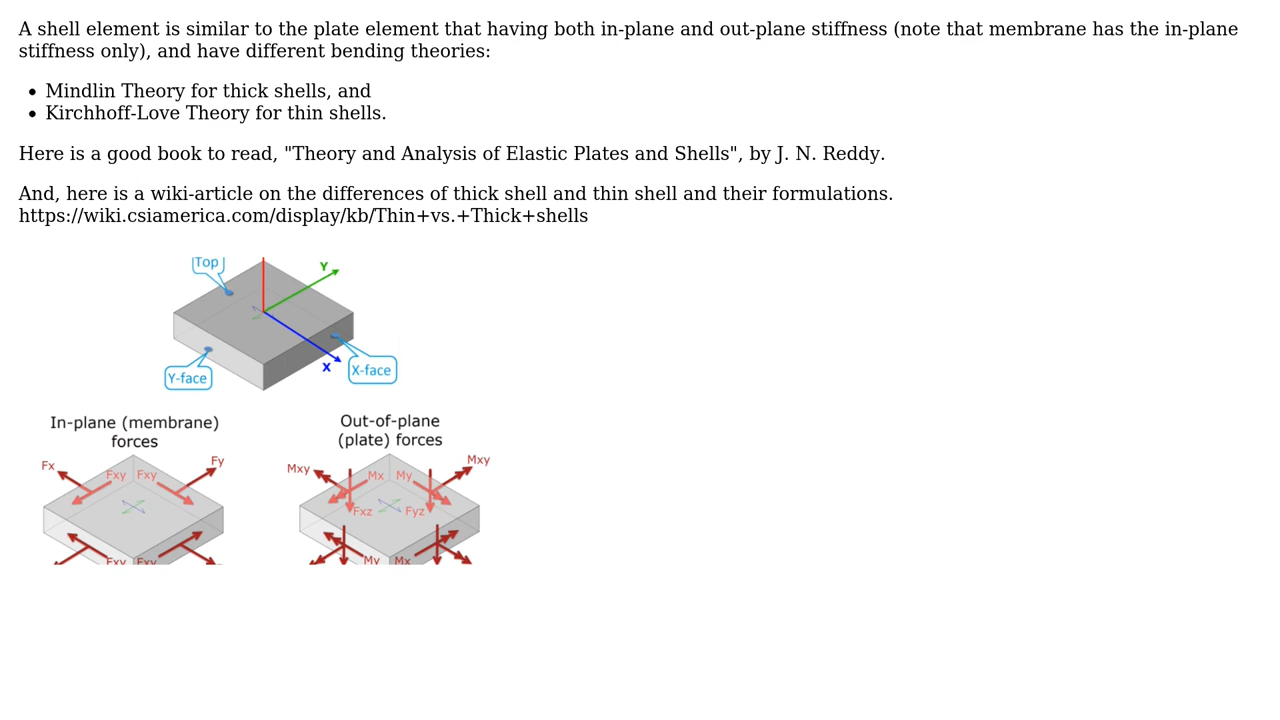 A shell element is similar to the plate element that having both in-plane and out-plane stiffness (note that membrane has the in-plane
stiffness only), and have different bending theories:
• Mindlin Theory for thick shells, and
• Kirchhoff-Love Theory for thin shells.
Here is a good book to read, "Theory and Analysis of Elastic Plates and Shells", by J. N. Reddy.
And, here is a wiki-article on the differences of thick shell and thin shell and their formulations.
https://wiki.csiamerica.com/display/kb/Thin+vs.+Thick+shells
Top
Y
Y-face
X
X-face
In-plane (membrane)
forces
Fx
Fxy
Fxy
Fy
Fxy
Fxy
Out-of-plane
(plate) forces
Mxy
Mx
My
Mxy
Fxz
Fyz
My
Mx